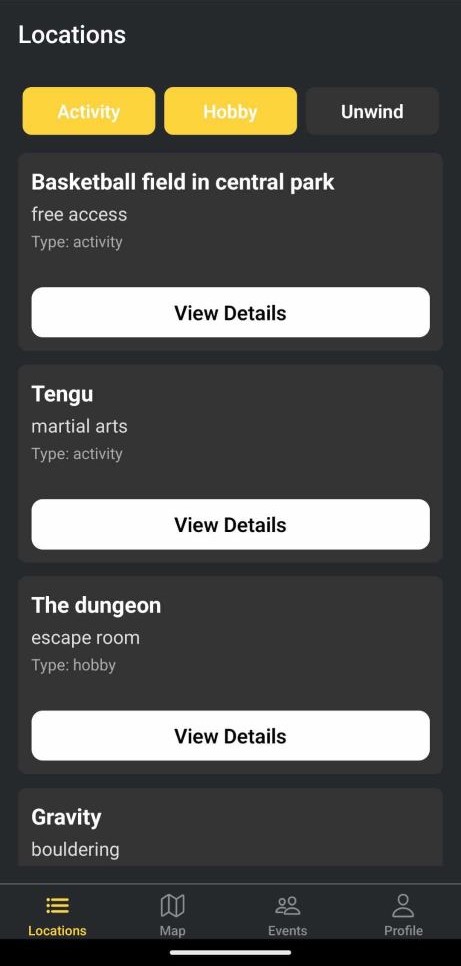 Locations
Activity
Hobby
Unwind
Basketball field in central park
free access
Type: activity
View Details
Tengu
martial arts
Type: activity
View Details
The dungeon
escape room
Type: hobby
View Details
Gravity
bouldering
Locations
Map
Events
Profile